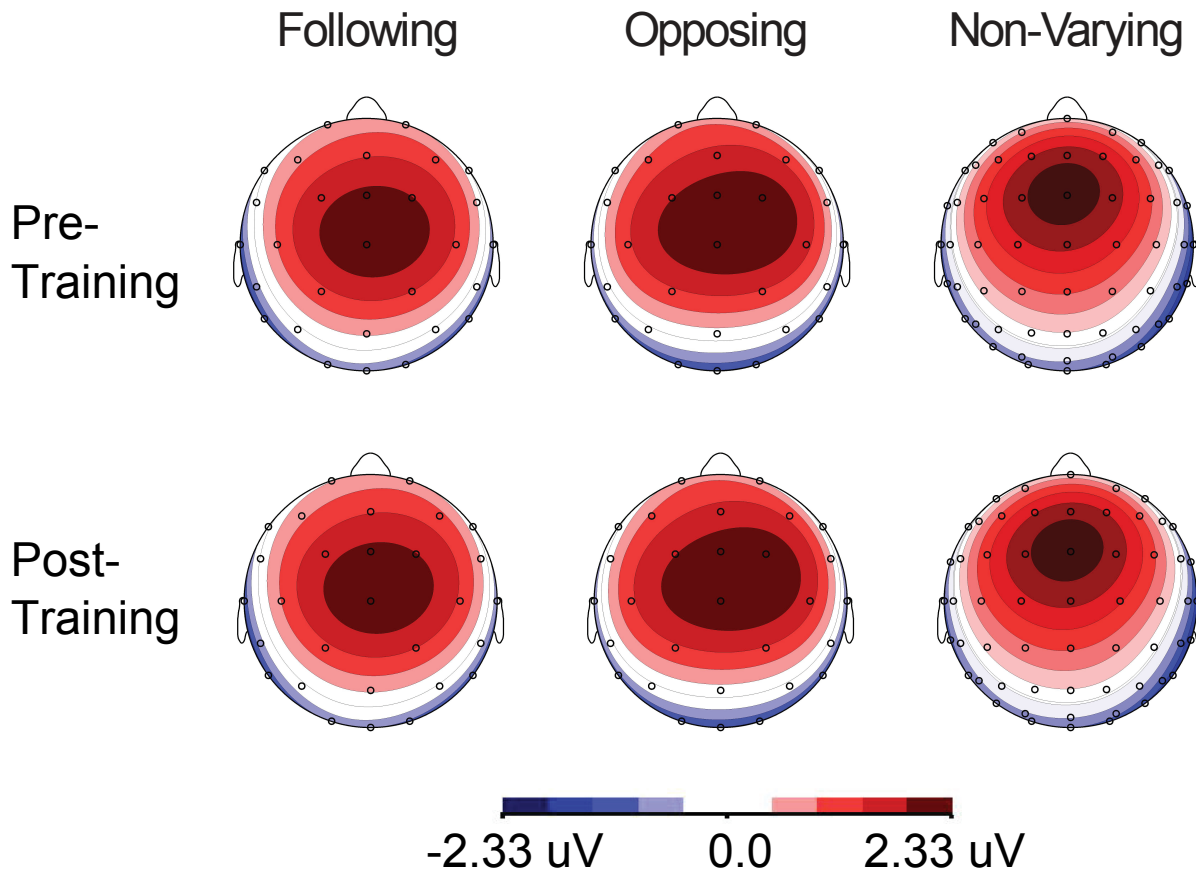 Following Opposing Non-Varying
Pre-
Training
Post-
Training
-2.33 uV 0.0 2.33 uV